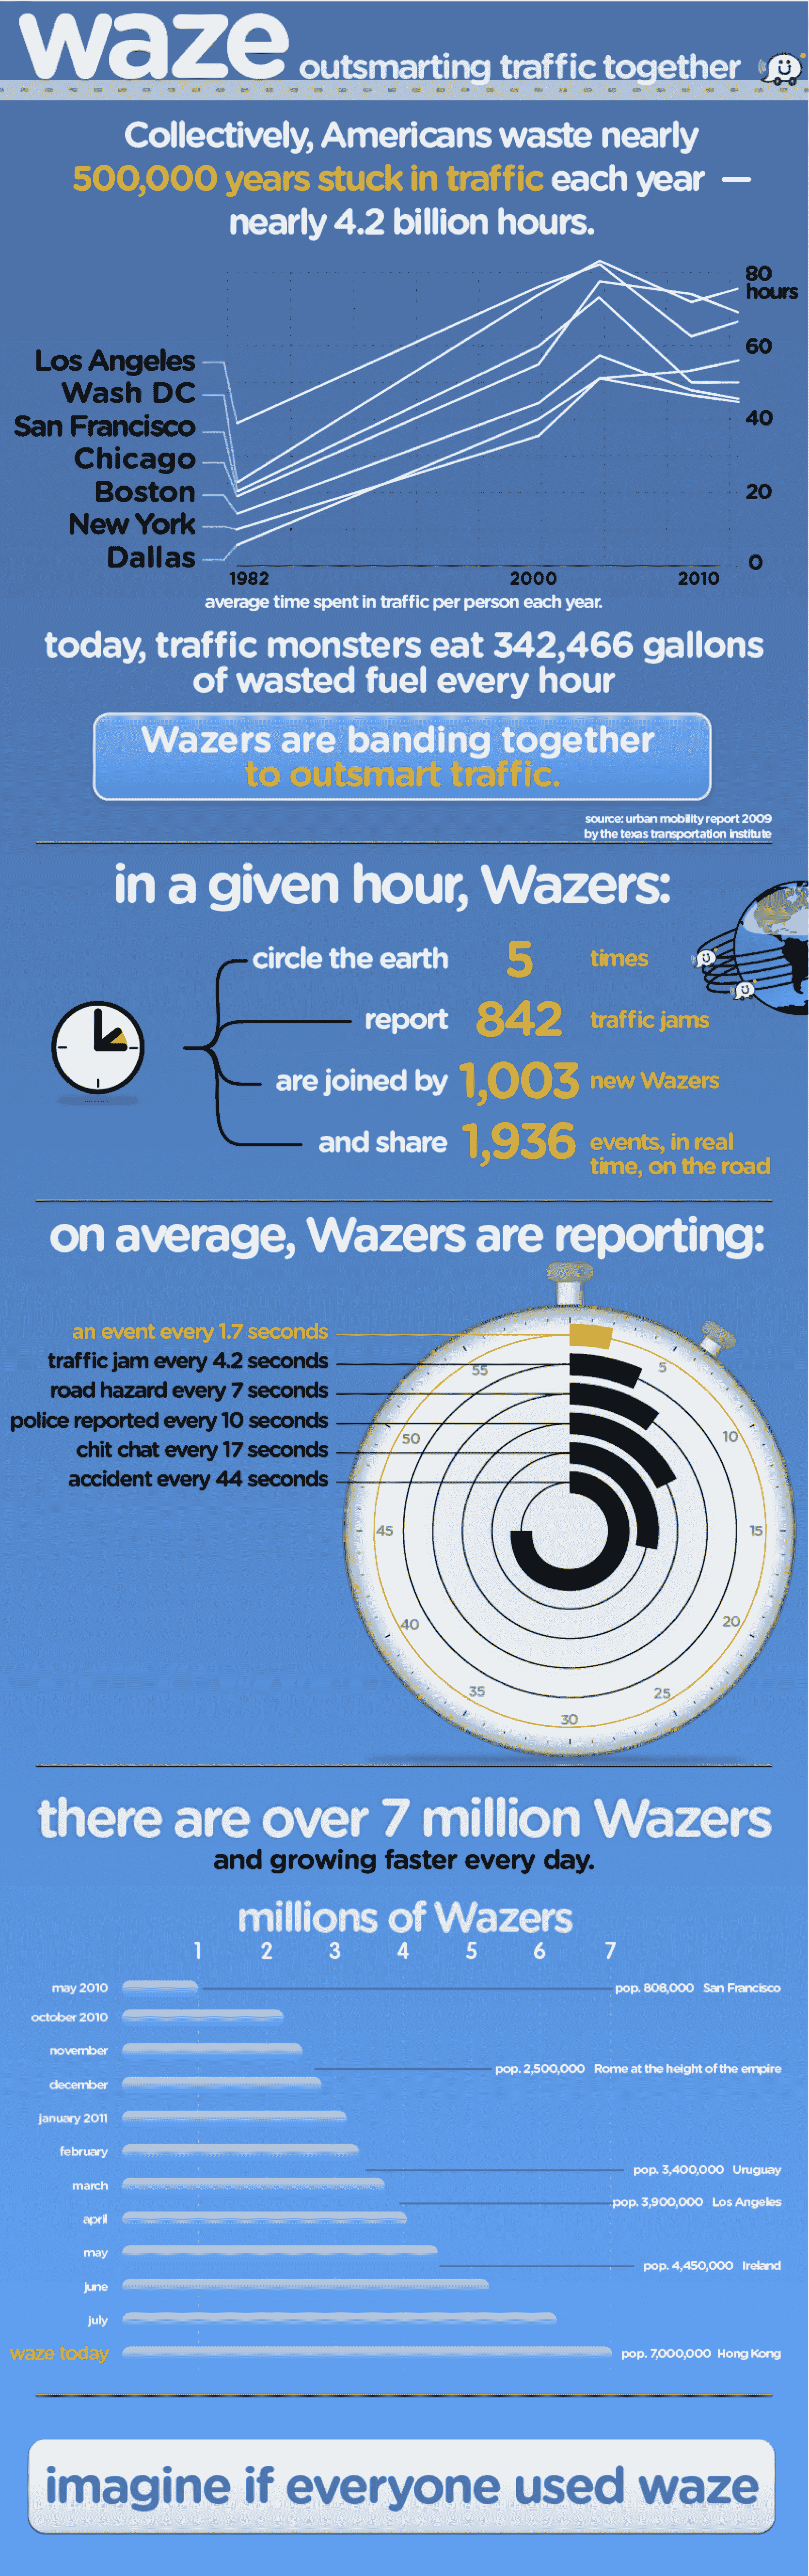 waze outsmarting traffic together
Collectively, Americans waste nearly
500,000 years stuck in traffic each year —
nearly 4.2 billion hours.
80
hours
60
40
20
0
Los Angeles
Wash DC
San Francisco
Chicago
Boston
New York
Dallas
1982 2000 2010
average time spent in traffic per person each year.
today, traffic monsters eat 342,466 gallons
of wasted fuel every hour
Wazers are banding together
to outsmart traffic.
source: urban mobility report 2009
by the texas transportation institute
in a given hour, Wazers:
circle the earth 5 times
report 842 traffic jams
are joined by 1,003 new Wazers
and share 1,936 events, in real
time, on the road
on average, Wazers are reporting:
an event every 1.7 seconds
traffic jam every 4.2 seconds
road hazard every 7 seconds
police reported every 10 seconds
chit chat every 17 seconds
accident every 44 seconds
5
10
15
20
25
30
35
40
45
50
55
there are over 7 million Wazers
and growing faster every day.
millions of Wazers
1 2 3 4 5 6 7
may 2010 pop. 808,000 San Francisco
october 2010
november
pop. 2,500,000 Rome at the height of the empire
december
january 2011
february
pop. 3,400,000 Uruguay
march
pop. 3,900,000 Los Angeles
april
may
pop. 4,450,000 Ireland
june
july
waze today pop. 7,000,000 Hong Kong
imagine if everyone used waze